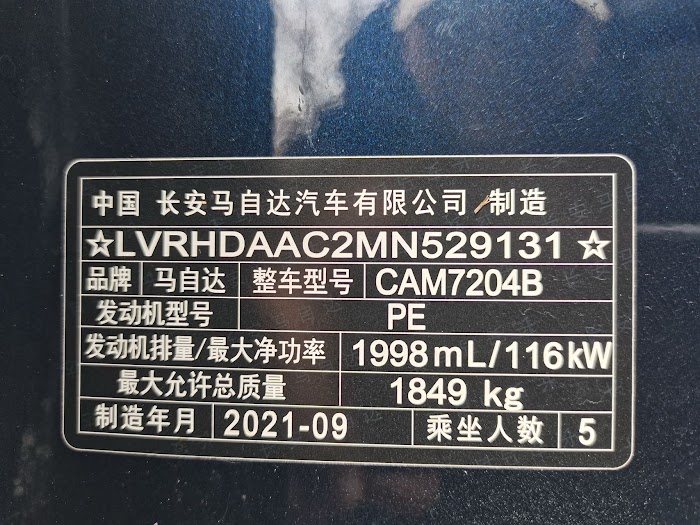 中国 长安马自达汽车有限公司 制造
☆LVRHDAAC2MN529131☆
品牌 马自达 整车型号 CAM7204B
发动机型号 PE
发动机排量/最大净功率 1998mL/116kW
最大允许总质量 1849 kg
制造年月 2021-09 乘坐人数 5